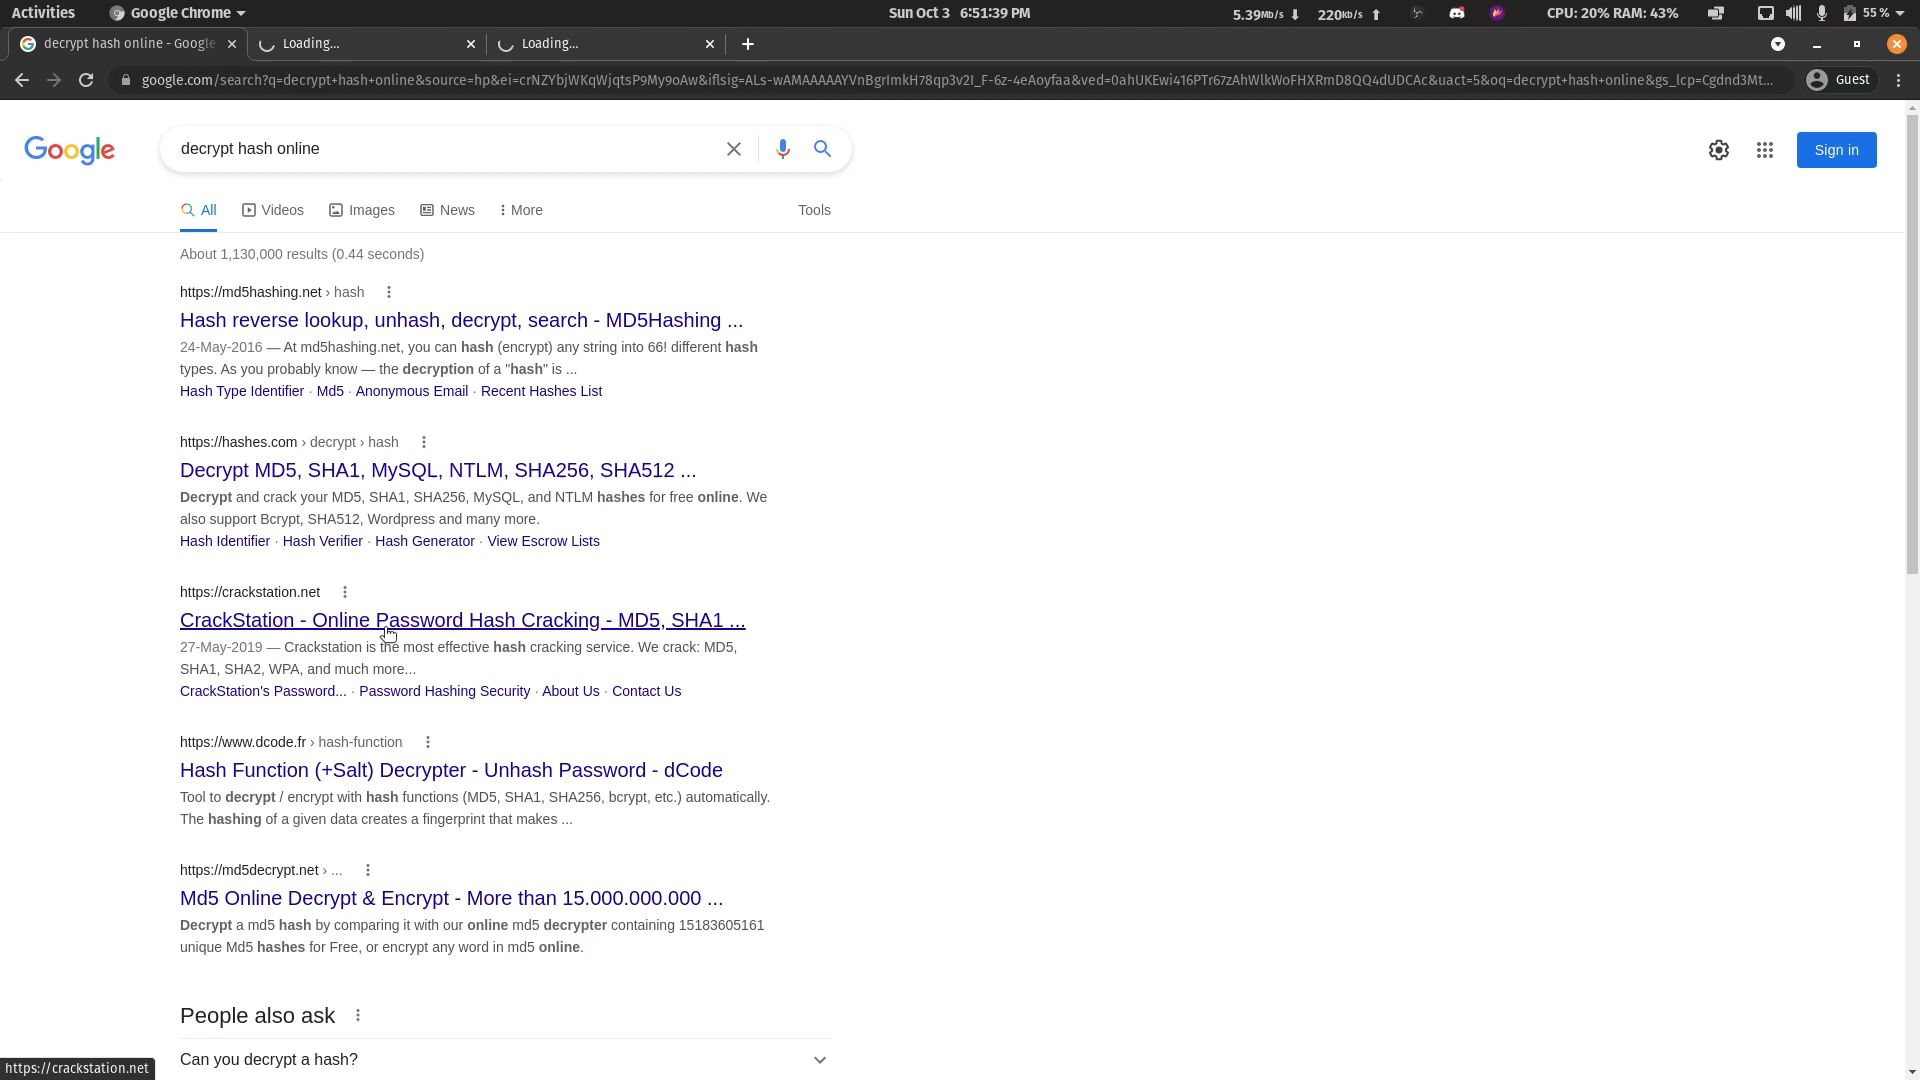 Activities Google Chrome Sun Oct 3 6:51:39 PM 5.39Mb/s 220kb/s CPU: 20% RAM: 43% 55 %
decrypt hash online - Google Loading... Loading...
google.com/search?q=decrypt+hash+online&source=hp&ei=crNZYbjWKqWjqtsP9My9oAw&iflsig=ALs-wAMAAAAAYVnBgrImkH78qp3v2I_F-6z-4eAoyfaa&ved=0ahUKEwi416PTr67zAhWlkWoFHXRmD8QQ4dUDCAc&uact=5&oq=decrypt+hash+online&gs_lcp=Cgdnd3Mt... Guest
Google decrypt hash online Sign in
All Videos Images News More Tools
About 1,130,000 results (0.44 seconds)
https://md5hashing.net › hash
Hash reverse lookup, unhash, decrypt, search - MD5Hashing ...
24-May-2016 — At md5hashing.net, you can hash (encrypt) any string into 66! different hash
types. As you probably know — the decryption of a "hash" is ...
Hash Type Identifier · Md5 · Anonymous Email · Recent Hashes List
https://hashes.com › decrypt › hash
Decrypt MD5, SHA1, MySQL, NTLM, SHA256, SHA512 ...
Decrypt and crack your MD5, SHA1, SHA256, MySQL, and NTLM hashes for free online. We
also support Bcrypt, SHA512, Wordpress and many more.
Hash Identifier · Hash Verifier · Hash Generator · View Escrow Lists
https://crackstation.net
CrackStation - Online Password Hash Cracking - MD5, SHA1 ...
27-May-2019 — Crackstation is the most effective hash cracking service. We crack: MD5,
SHA1, SHA2, WPA, and much more...
CrackStation's Password... · Password Hashing Security · About Us · Contact Us
https://www.dcode.fr › hash-function
Hash Function (+Salt) Decrypter - Unhash Password - dCode
Tool to decrypt / encrypt with hash functions (MD5, SHA1, SHA256, bcrypt, etc.) automatically.
The hashing of a given data creates a fingerprint that makes ...
https://md5decrypt.net › ...
Md5 Online Decrypt & Encrypt - More than 15.000.000.000 ...
Decrypt a md5 hash by comparing it with our online md5 decrypter containing 15183605161
unique Md5 hashes for Free, or encrypt any word in md5 online.
People also ask
Can you decrypt a hash?
https://crackstation.net